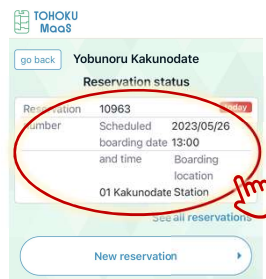 TOHOKU
MaaS
go back
Yobunoru Kakunodate
Reservation status
Reservation number
10963
Today
Scheduled boarding date and time
2023/05/26 13:00
Boarding location
01 Kakunodate Station
See all reservations
New reservation